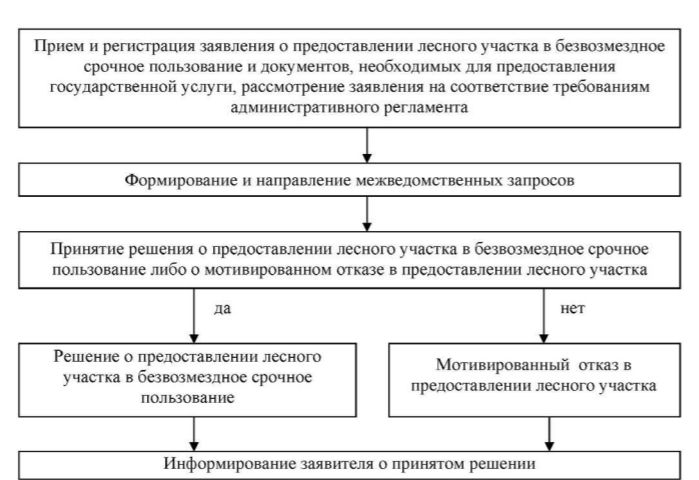 Прием и регистрация заявления о предоставлении лесного участка в безвозмездное
срочное пользование и документов, необходимых для предоставления
государственной услуги, рассмотрение заявления на соответствие требованиям
административного регламента
Формирование и направление межведомственных запросов
Принятие решения о предоставлении лесного участка в безвозмездное срочное
пользование либо о мотивированном отказе в предоставлении лесного участка
да
нет
Решение о предоставлении лесного
участка в безвозмездное срочное
пользование
Мотивированный отказ в
предоставлении лесного участка
Информирование заявителя о принятом решении